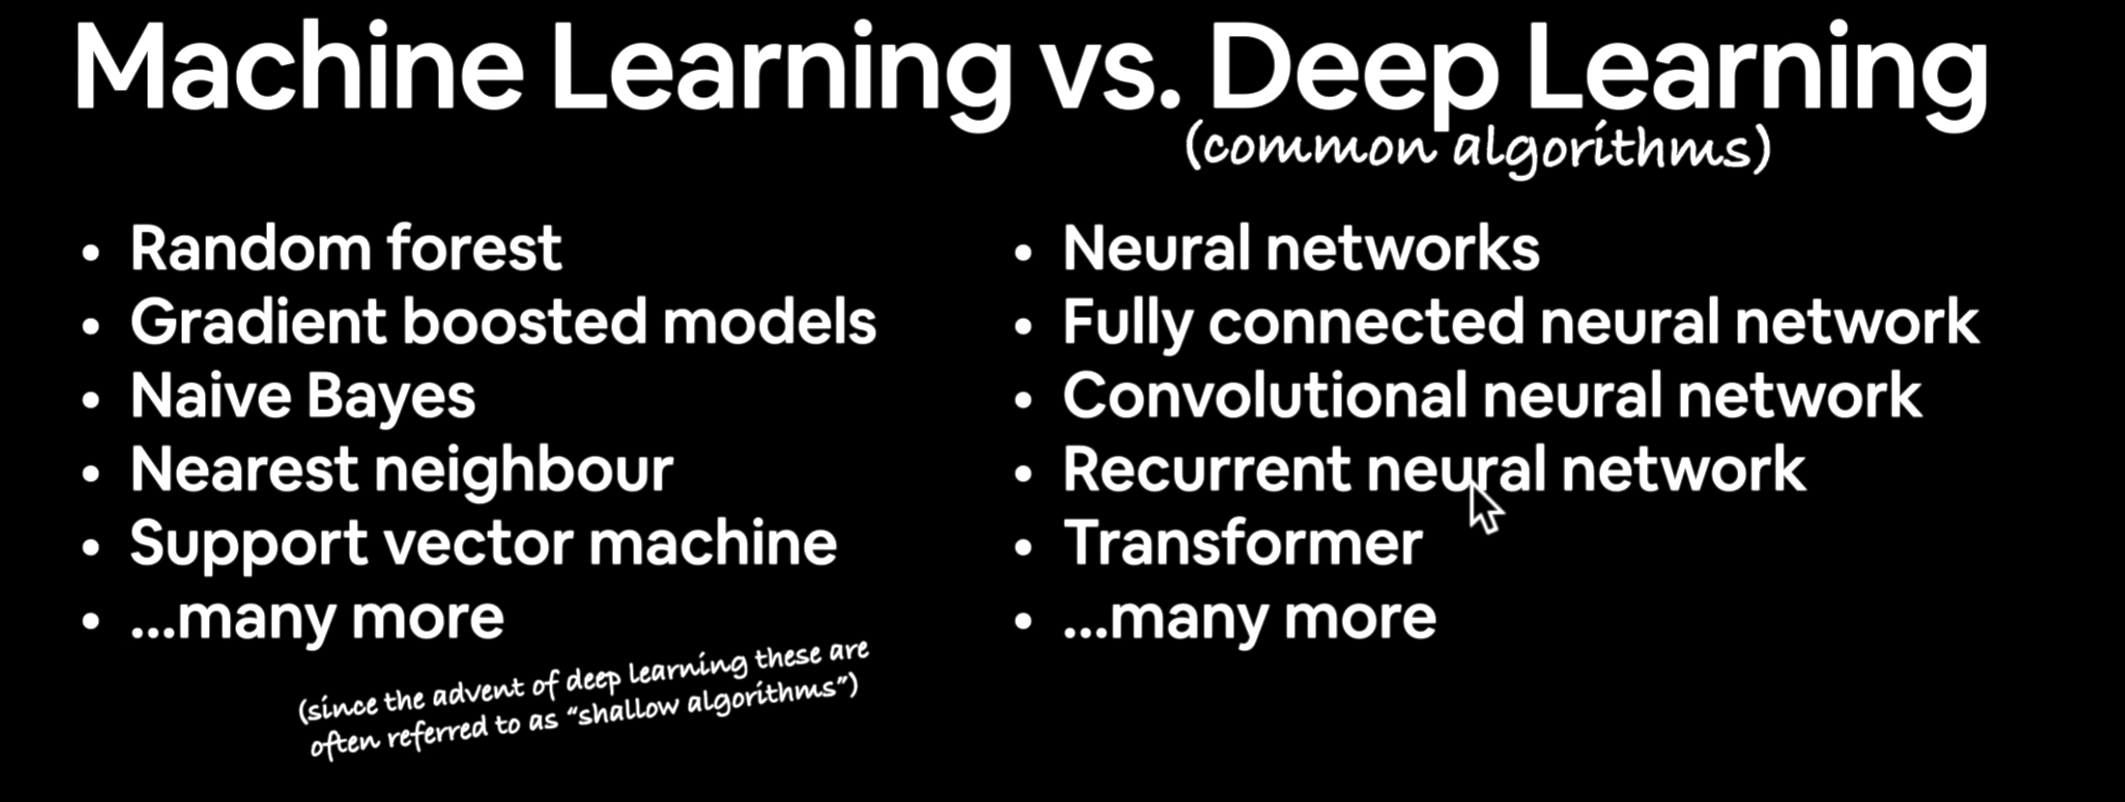 Machine Learning vs. Deep Learning
(common algorithms)
• Random forest
• Gradient boosted models
• Naive Bayes
• Nearest neighbour
• Support vector machine
• …many more
(since the advent of deep learning these are
often referred to as “shallow algorithms”)
• Neural networks
• Fully connected neural network
• Convolutional neural network
• Recurrent neural network
• Transformer
• …many more